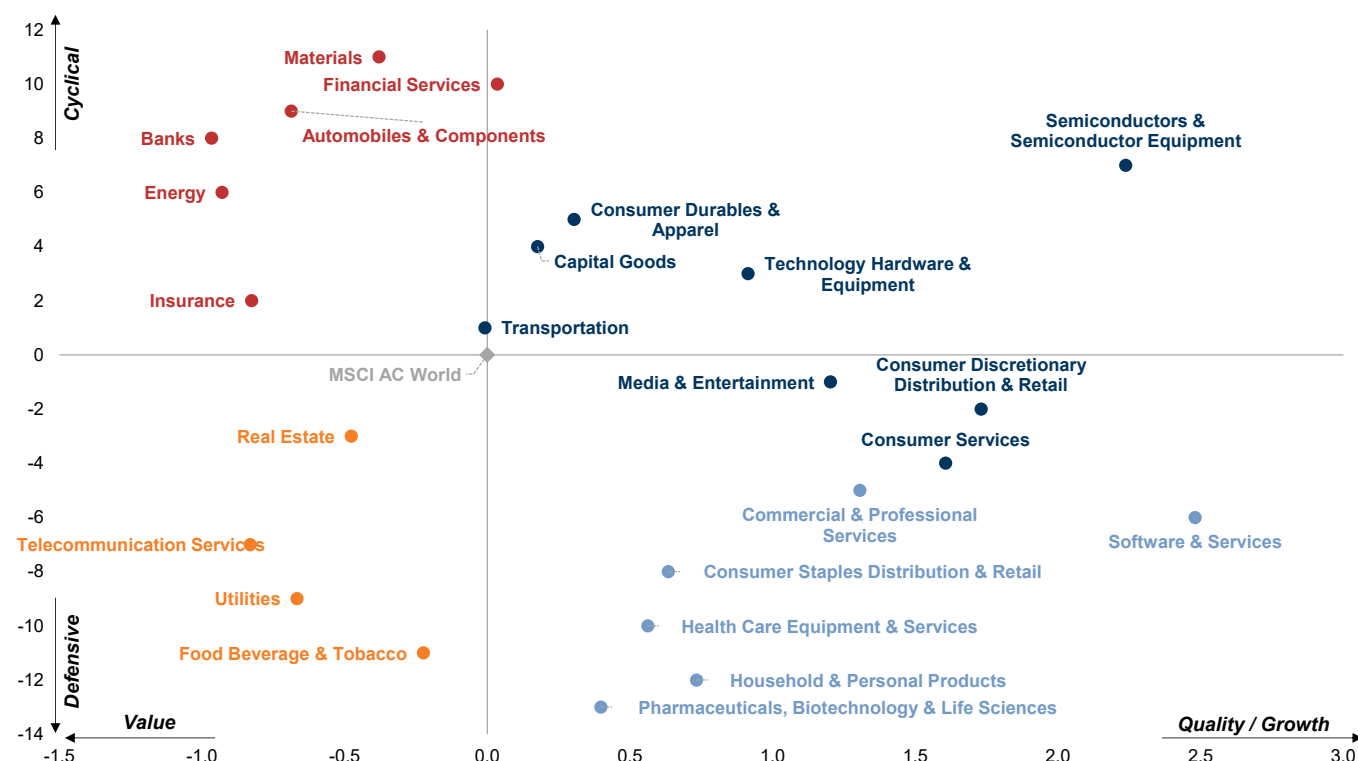 12
10
8
6
4
2
0
-2
-4
-6
-8
-10
-12
-14
Cyclical
Defensive
Materials
Financial Services
Automobiles & Components
Banks
Energy
Insurance
Semiconductors &
Semiconductor Equipment
Consumer Durables &
Apparel
Capital Goods
Technology Hardware &
Equipment
Transportation
MSCI AC World
Media & Entertainment
Consumer Discretionary
Distribution & Retail
Consumer Services
Real Estate
Commercial & Professional
Services
Software & Services
Telecommunication Services
Consumer Staples Distribution & Retail
Utilities
Health Care Equipment & Services
Food Beverage & Tobacco
Household & Personal Products
Pharmaceuticals, Biotechnology & Life Sciences
Value
Quality / Growth
-1.5 -1.0 -0.5 0.0 0.5 1.0 1.5 2.0 2.5 3.0